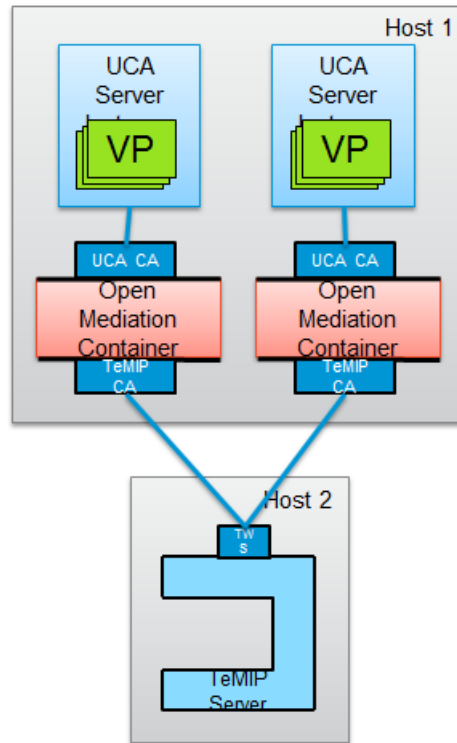 Host 1
UCA
Server
VP
UCA
Server
VP
UCA CA
UCA CA
Open
Mediation
Container
Open
Mediation
Container
TeMIP
CA
TeMIP
CA
Host 2
TW
S
TeMIP
Server